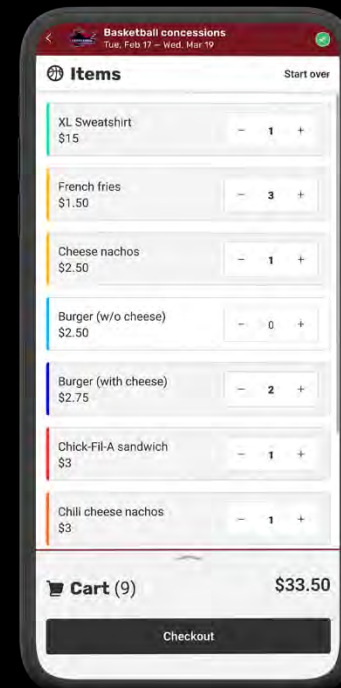 Basketball concessions
Tue, Feb 17 – Wed, Mar 19
Items
Start over
XL Sweatshirt
$15
- 1 +
French fries
$1.50
- 3 +
Cheese nachos
$2.50
- 1 +
Burger (w/o cheese)
$2.50
- 0 +
Burger (with cheese)
$2.75
- 2 +
Chick-Fil-A sandwich
$3
- 1 +
Chili cheese nachos
$3
- 1 +
Cart (9)
$33.50
Checkout